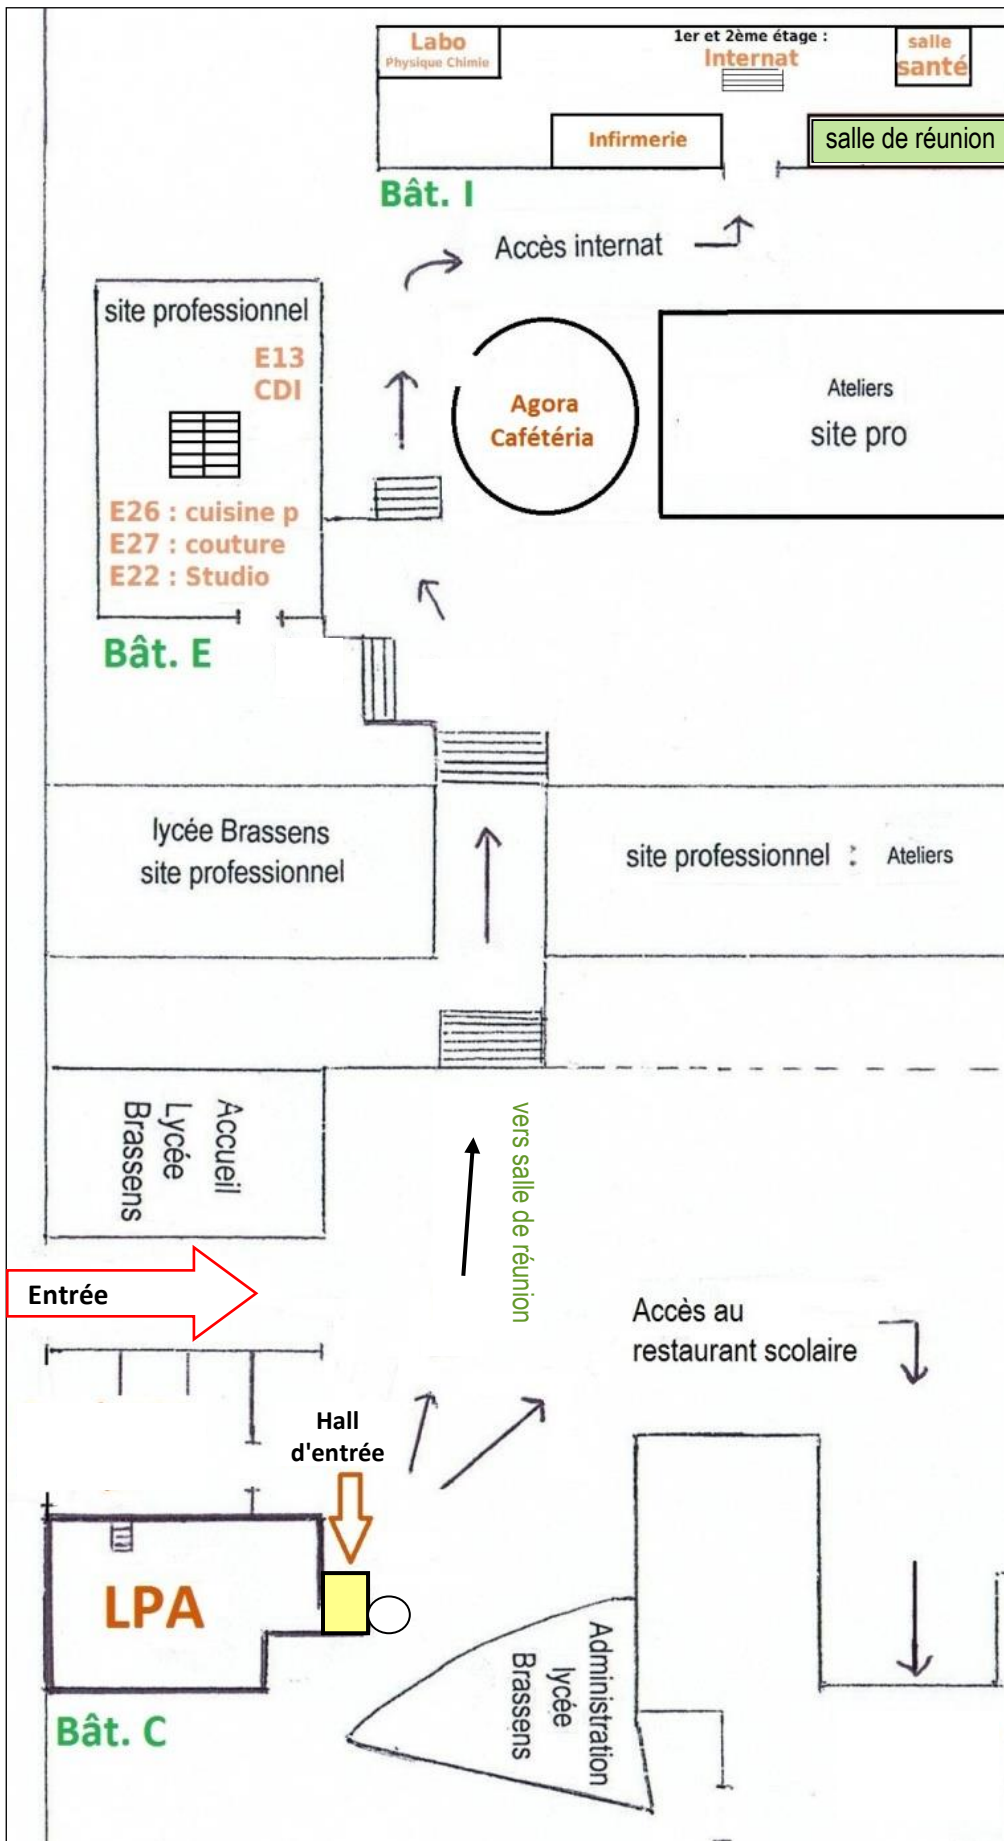 Labo
Physique Chimie
1er et 2ème étage :
Internat
salle
santé
Infirmerie
salle de réunion
Bât. I
Accès internat
site professionnel
E13
CDI
E26 : cuisine p
E27 : couture
E22 : Studio
Bât. E
Agora
Cafétéria
Ateliers
site pro
lycée Brassens
site professionnel
site professionnel : Ateliers
Accueil
Lycée
Brassens
vers salle de réunion
Entrée
Accès au
restaurant scolaire
Hall
d'entrée
LPA
Bât. C
Administration
lycée
Brassens